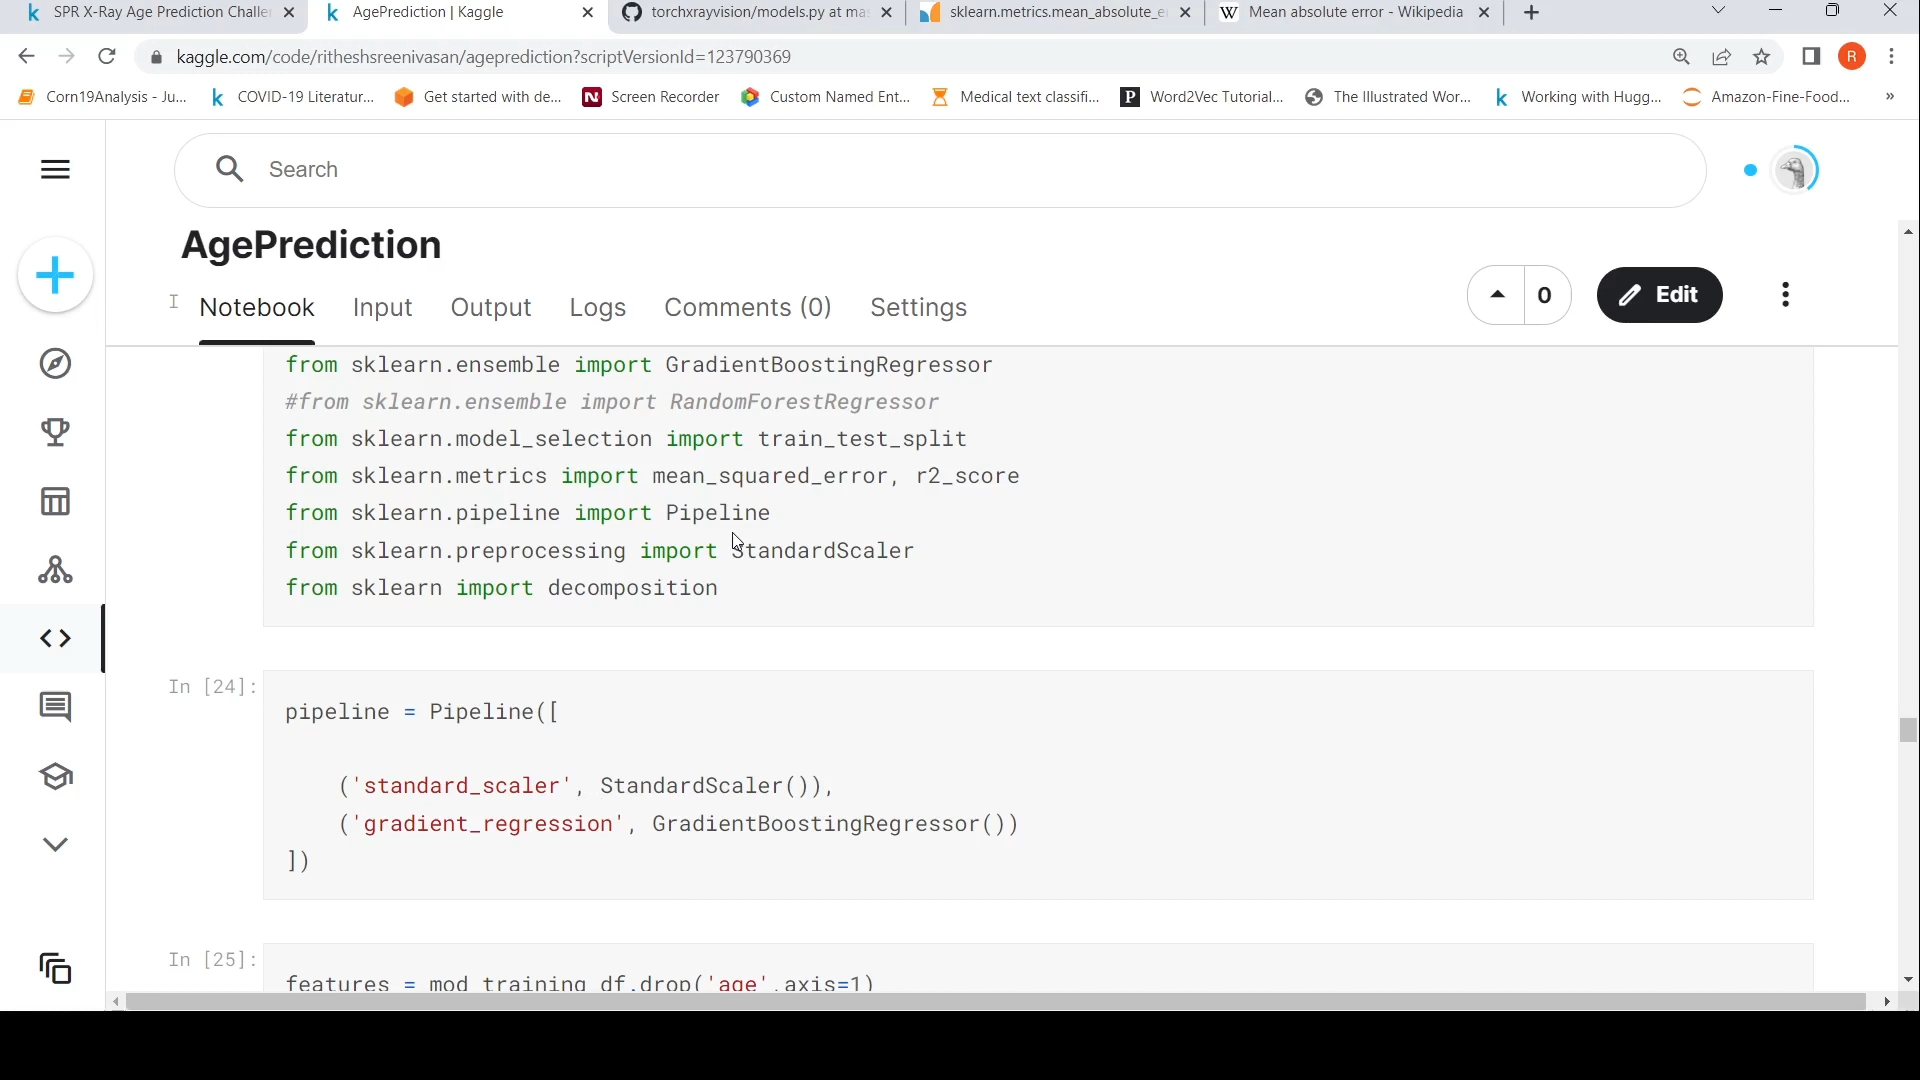 SPR X-Ray Age Prediction Challe
AgePrediction | Kaggle
torchxrayvision/models.py at mas
sklearn.metrics.mean_absolute_e
Mean absolute error - Wikipedia
kaggle.com/code/ritheshsreenivasan/ageprediction?scriptVersionId=123790369
R
Corn19Analysis - Ju...
COVID-19 Literatur...
Get started with de...
Screen Recorder
Custom Named Ent...
Medical text classifi...
Word2Vec Tutorial...
The Illustrated Wor...
Working with Hugg...
Amazon-Fine-Food...
»
Search
AgePrediction
Notebook
Input
Output
Logs
Comments (0)
Settings
0
Edit
from sklearn.ensemble import GradientBoostingRegressor
#from sklearn.ensemble import RandomForestRegressor
from sklearn.model_selection import train_test_split
from sklearn.metrics import mean_squared_error, r2_score
from sklearn.pipeline import Pipeline
from sklearn.preprocessing import StandardScaler
from sklearn import decomposition
In [24]:
pipeline = Pipeline([
('standard_scaler', StandardScaler()),
('gradient_regression', GradientBoostingRegressor())
])
In [25]:
features = mod_training_df.drop('age',axis=1)